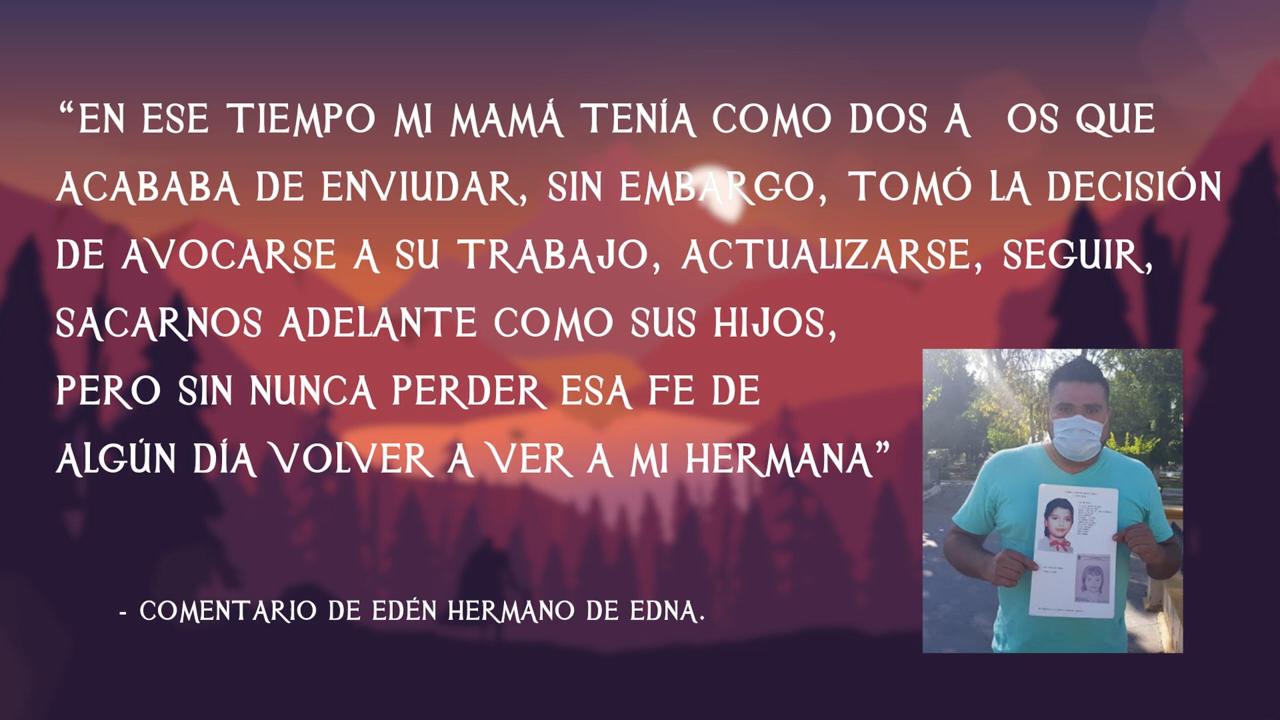 “EN ESE TIEMPO MI MAMÁ TENÍA COMO DOS A OS QUE
ACABABA DE ENVIUDAR, SIN EMBARGO, TOMÓ LA DECISIÓN
DE AVOCARSE A SU TRABAJO, ACTUALIZARSE, SEGUIR,
SACARNOS ADELANTE COMO SUS HIJOS,
PERO SIN NUNCA PERDER ESA FE DE
ALGÚN DÍA VOLVER A VER A MI HERMANA”
- COMENTARIO DE EDÉN HERMANO DE EDNA.